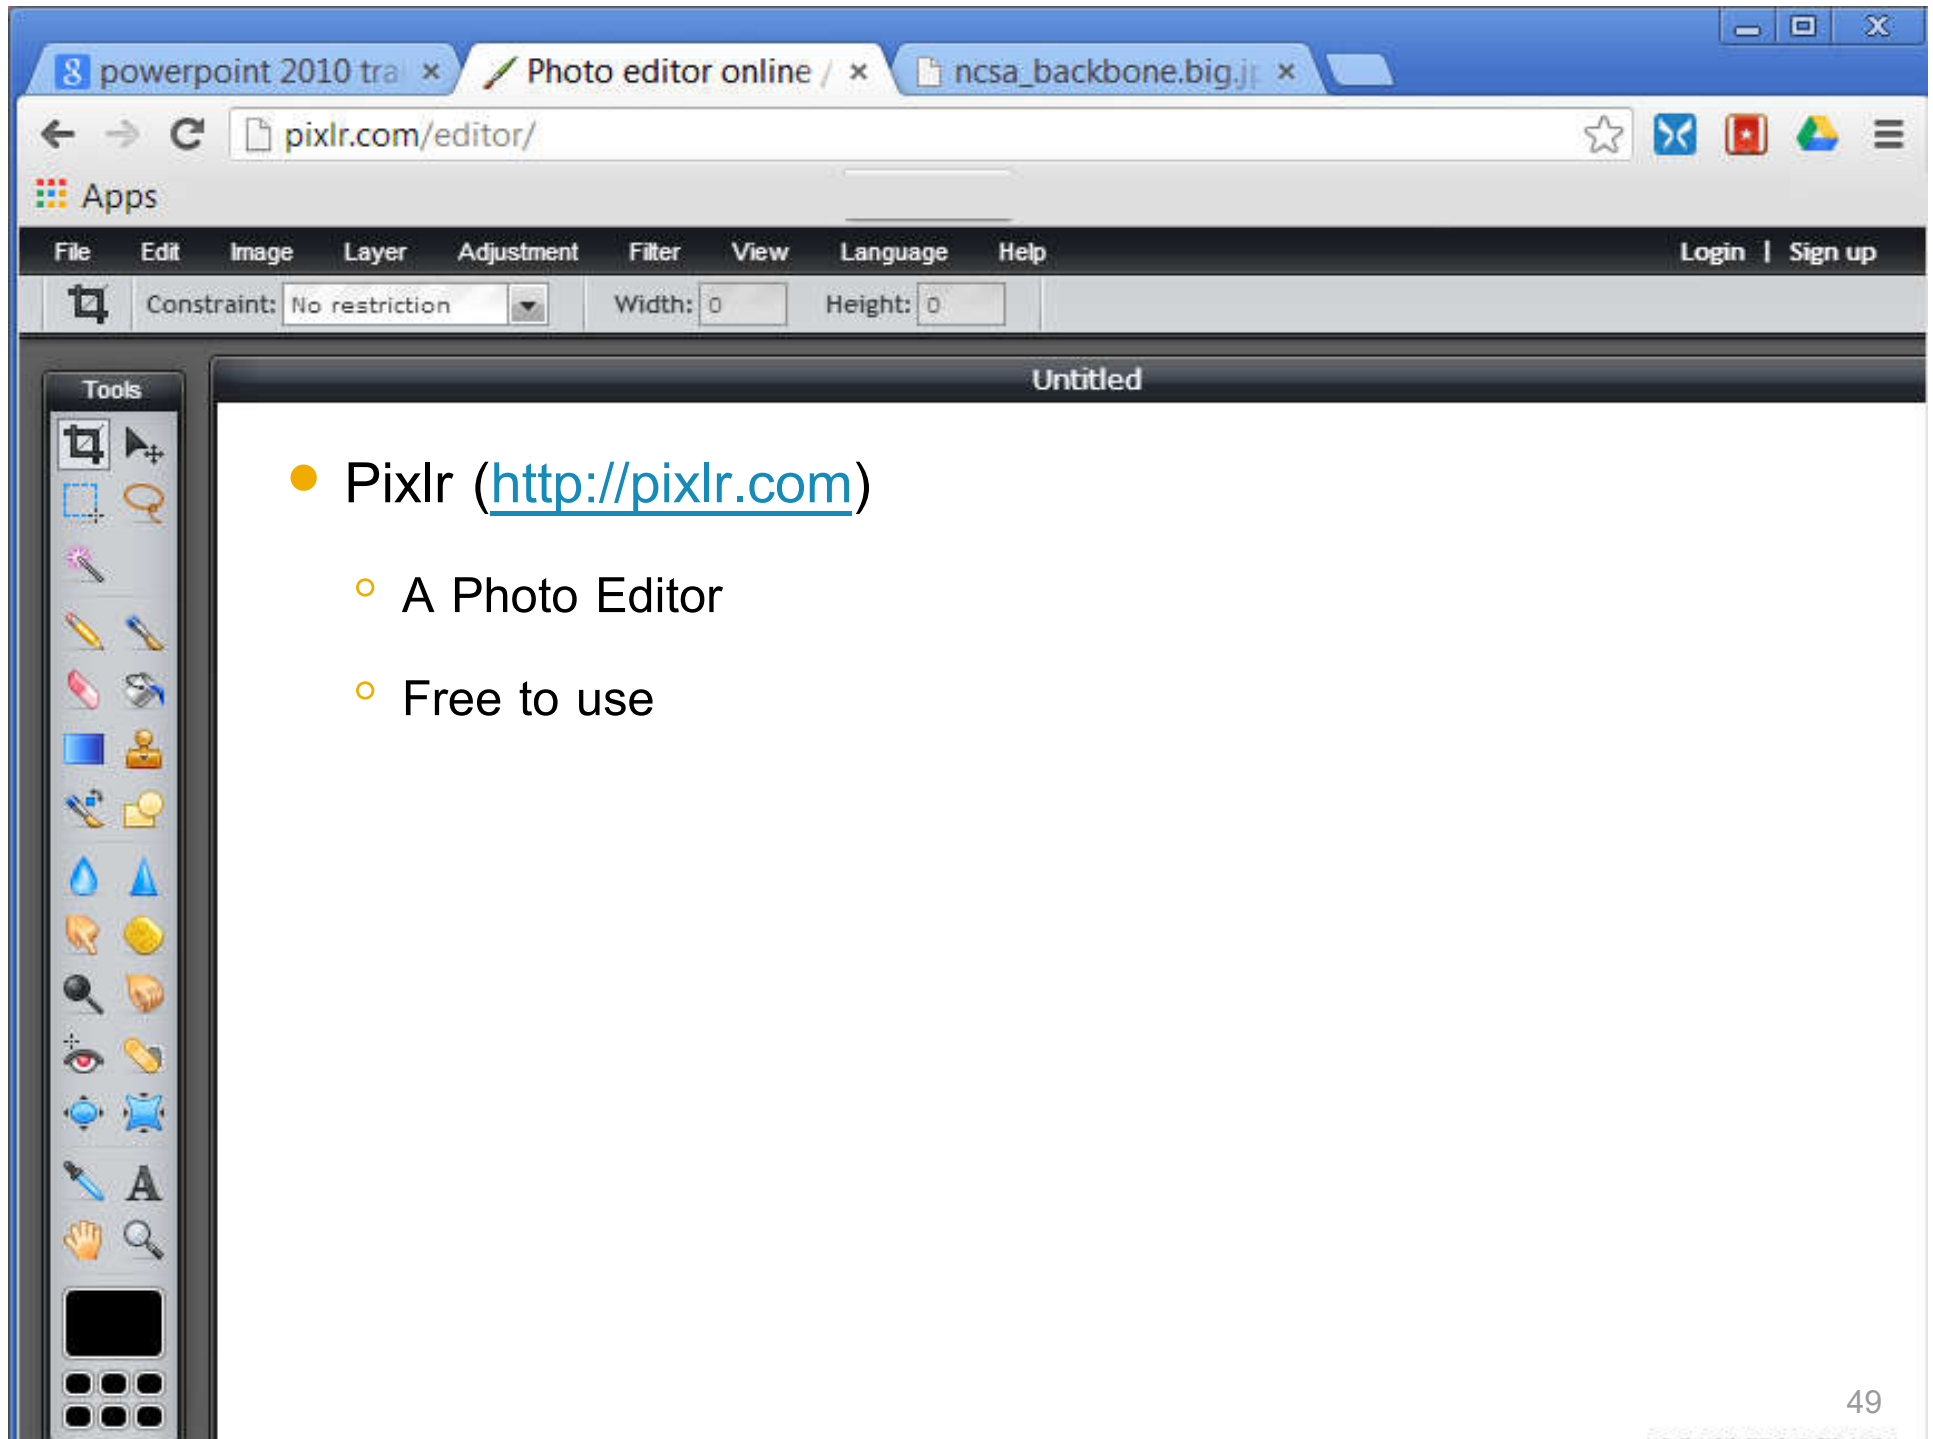 powerpoint 2010 tra
Photo editor online /
ncsa_backbone.big.j
pixlr.com/editor/
Apps
File Edit Image Layer Adjustment Filter View Language Help Login | Sign up
Constraint: No restriction Width: 0 Height: 0
Tools
Untitled
Pixlr (http://pixlr.com)
A Photo Editor
Free to use
49